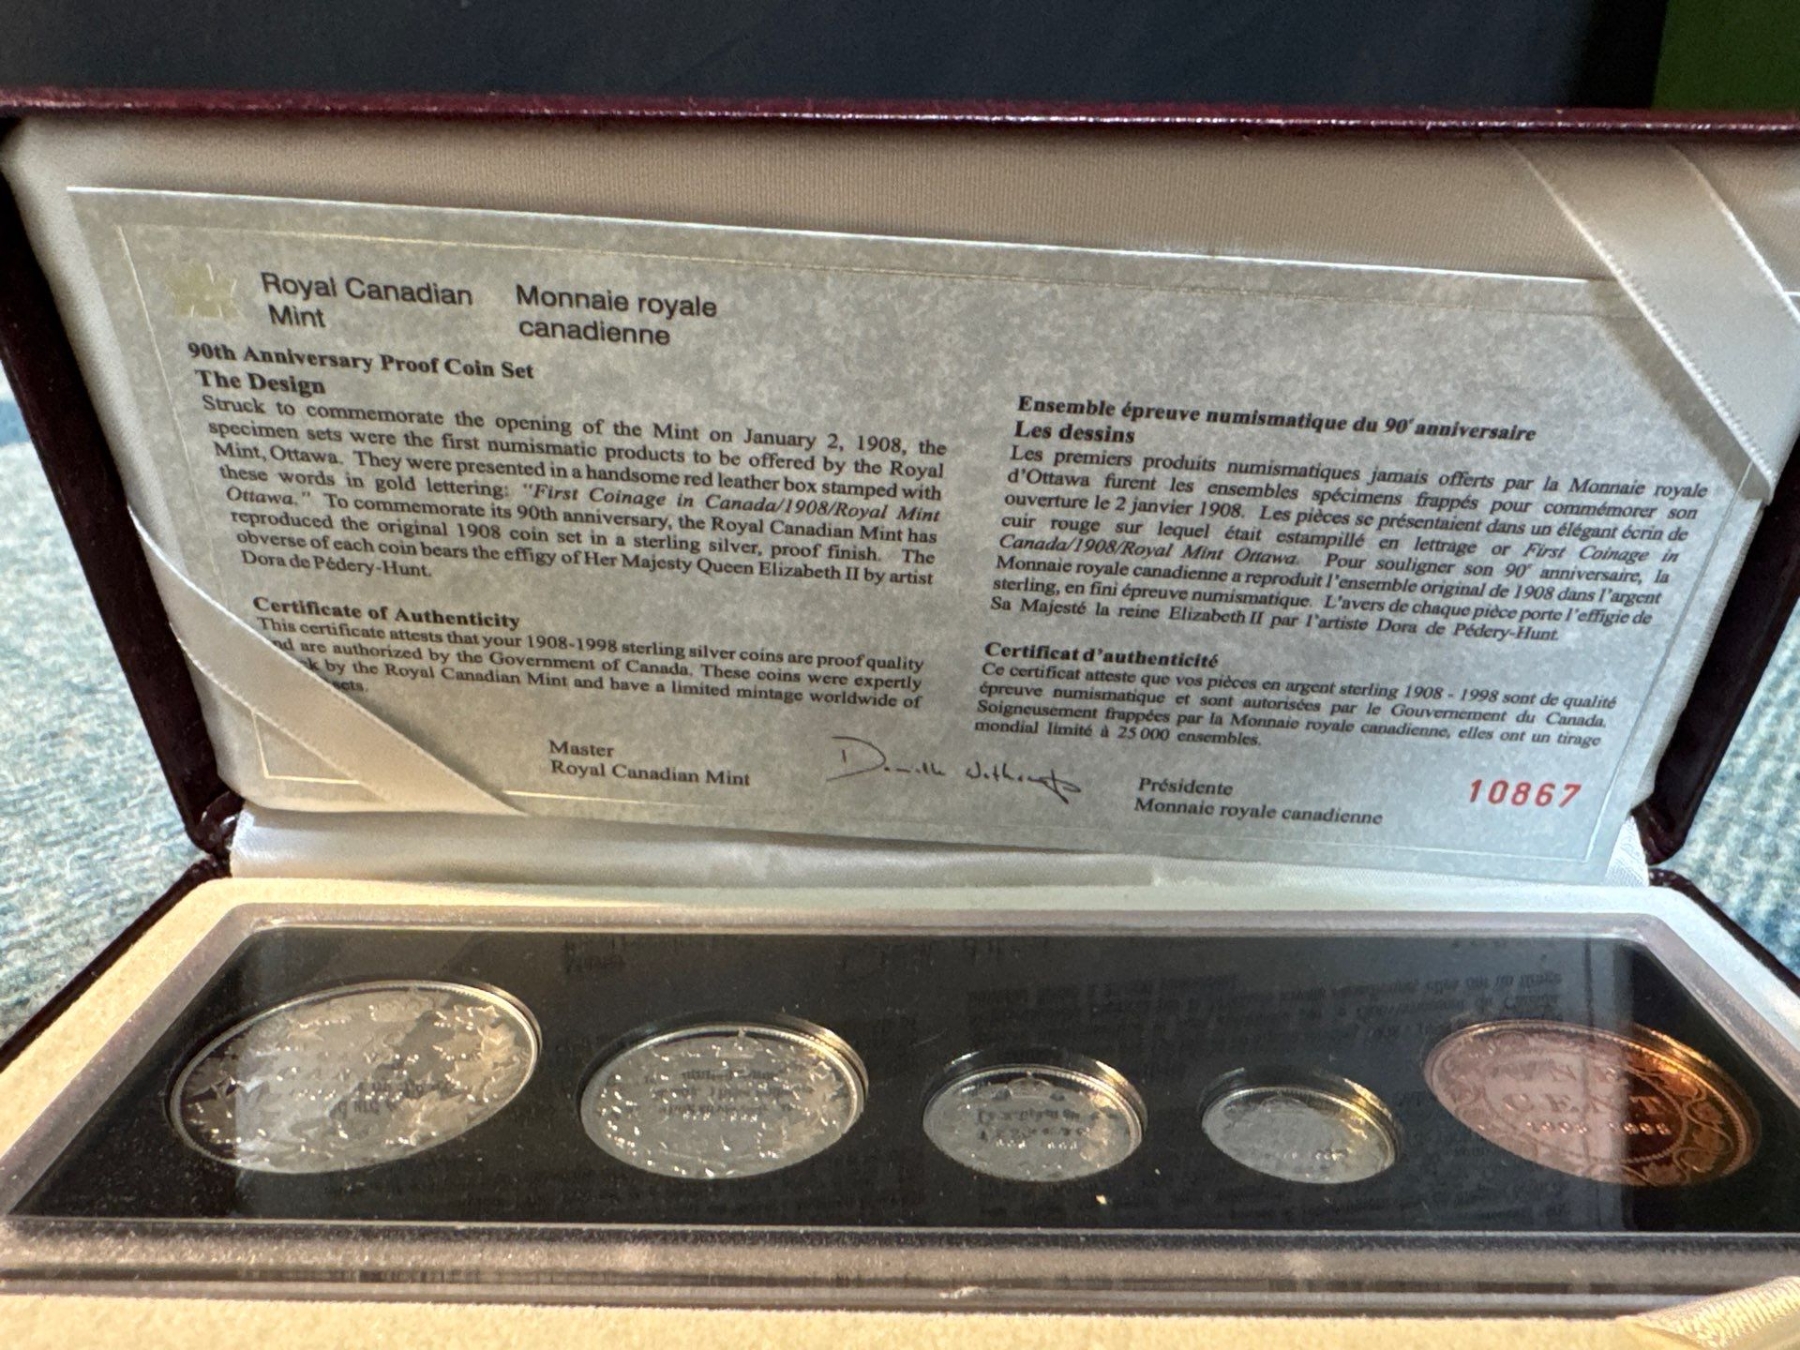 Royal Canadian
Mint
Monnaie royale
canadienne
90th Anniversary Proof Coin Set
The Design
Struck to commemorate the opening of the Mint on January 2, 1908, the
specimen sets were the first numismatic products to be offered by the Royal
Mint, Ottawa. They were presented in a handsome red leather box stamped with
these words in gold lettering: "First Coinage in Canada/1908/Royal Mint
Ottawa." To commemorate its 90th anniversary, the Royal Canadian Mint has
reproduced the original 1908 coin set in a sterling silver, proof finish. The
obverse of each coin bears the effigy of Her Majesty Queen Elizabeth II by artist
Dora de Pédery-Hunt.
Certificate of Authenticity
This certificate attests that your 1908-1998 sterling silver coins are proof quality
are authorized by the Government of Canada. These coins were expertly
by the Royal Canadian Mint and have a limited mintage worldwide of
sets.
Master
Royal Canadian Mint
Ensemble épreuve numismatique du 90e anniversaire
Les dessins
Les premiers produits numismatiques jamais offerts par la Monnaie royale
d'Ottawa furent les ensembles spécimens frappés pour commémorer son
ouverture le 2 janvier 1908. Les pièces se présentaient dans un élégant écrin de
cuir rouge sur lequel était estampillé en lettrage or First Coinage in
Canada/1908/Royal Mint Ottawa. Pour souligner son 90e anniversaire, la
Monnaie royale canadienne a reproduit l'ensemble original de 1908 dans l'argent
sterling, en fini épreuve numismatique. L'avers de chaque pièce porte l'effigie de
Sa Majesté la reine Elizabeth II par l'artiste Dora de Pédery-Hunt.
Certificat d'authenticité
Ce certificat atteste que vos pièces en argent sterling 1908 - 1998 sont de qualité
épreuve numismatique et sont autorisées par le Gouvernement du Canada.
Soigneusement frappées par la Monnaie royale canadienne, elles ont un tirage
mondial limité à 25 000 ensembles.
Présidente
Monnaie royale canadienne
10867
CENT